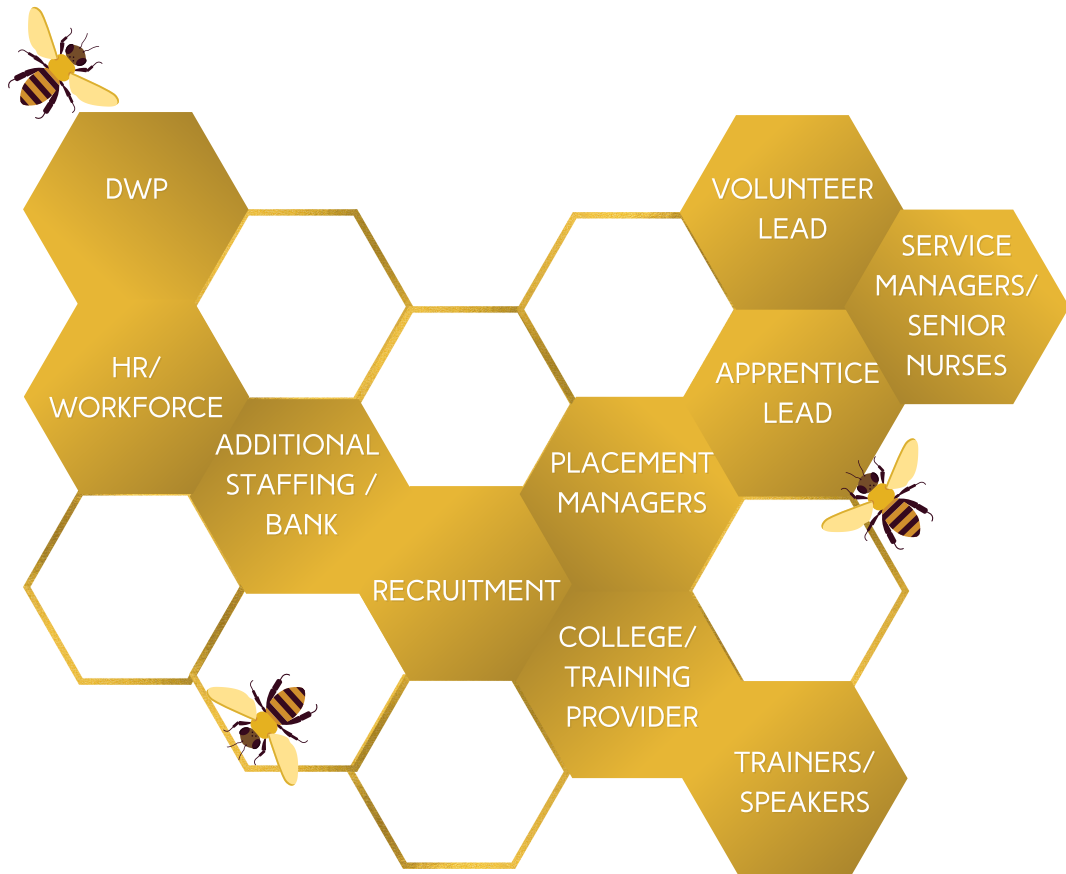 DWP
VOLUNTEER
LEAD
SERVICE
MANAGERS/
SENIOR
NURSES
HR/
WORKFORCE
APPRENTICE
LEAD
ADDITIONAL
STAFFING /
BANK
PLACEMENT
MANAGERS
RECRUITMENT
COLLEGE/
TRAINING
PROVIDER
TRAINERS/
SPEAKERS